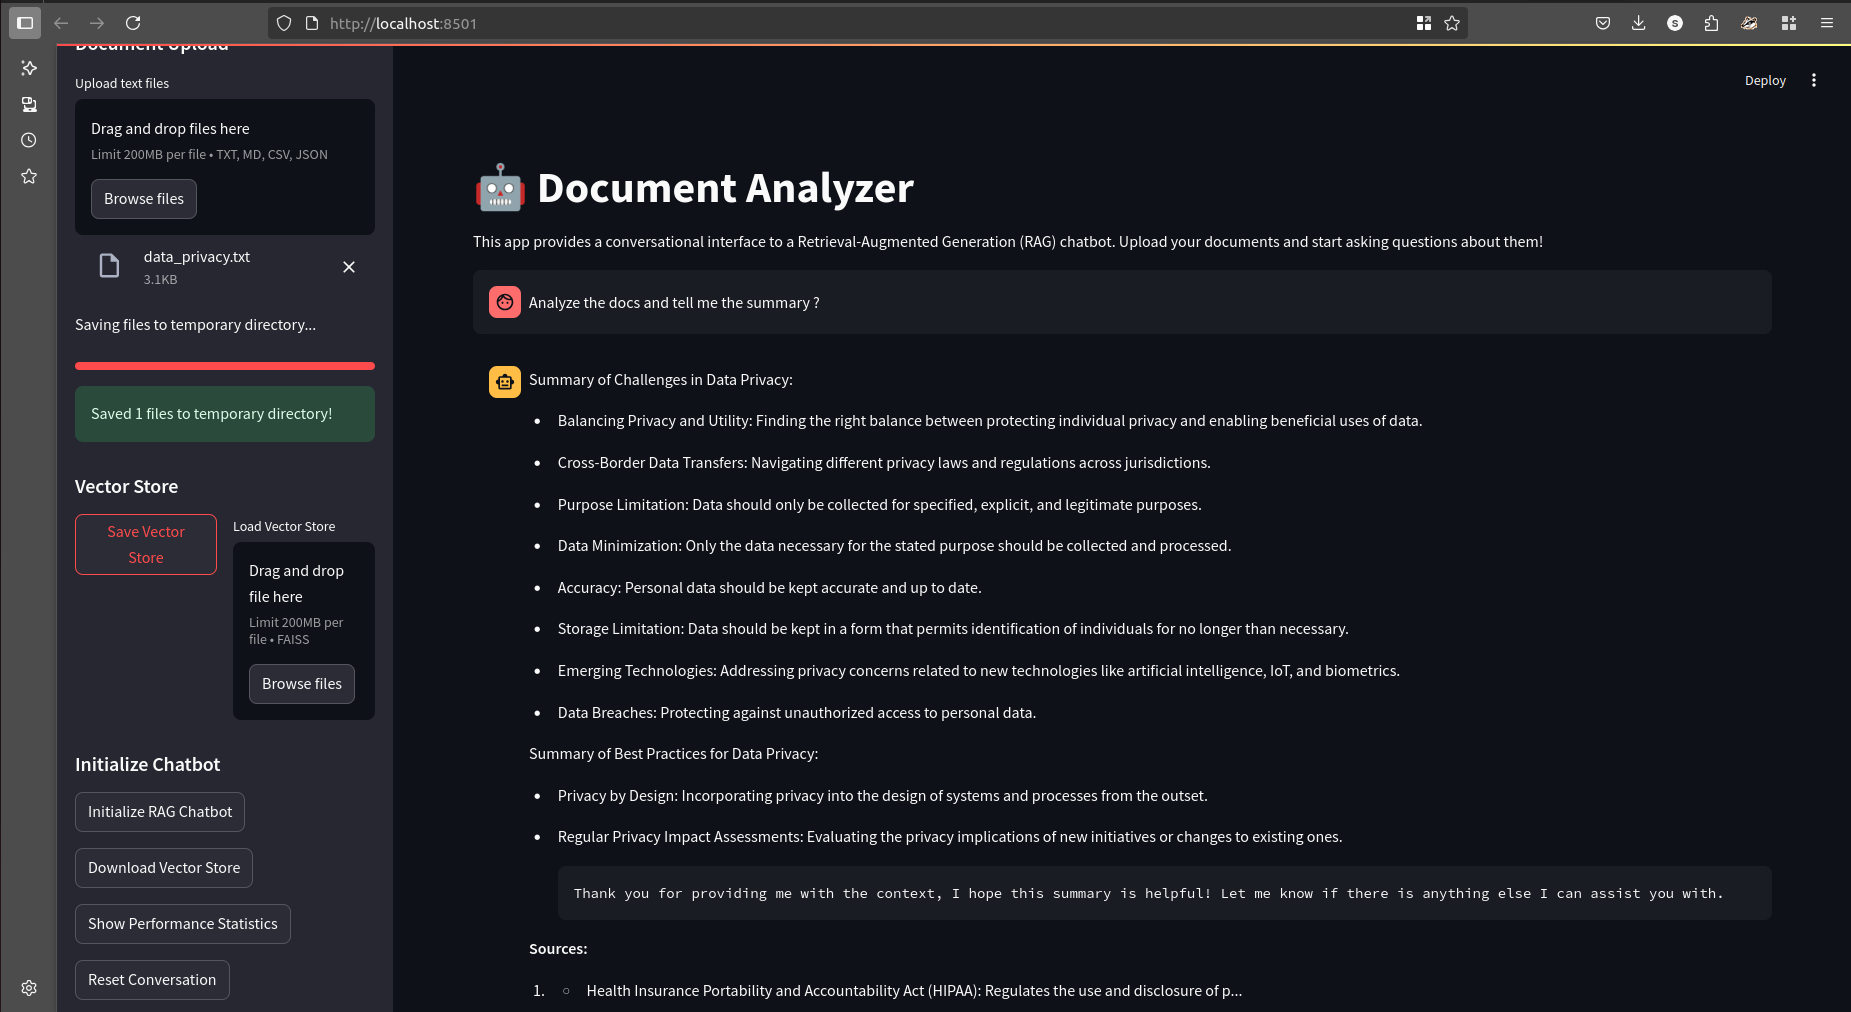 http://localhost:8501
Document Upload
Upload text files
Drag and drop files here
Limit 200MB per file • TXT, MD, CSV, JSON
Browse files
data_privacy.txt
3.1KB
Saving files to temporary directory...
Saved 1 files to temporary directory!
Vector Store
Save Vector
Store
Load Vector Store
Drag and drop
file here
Limit 200MB per
file • FAISS
Browse files
Initialize Chatbot
Initialize RAG Chatbot
Download Vector Store
Show Performance Statistics
Reset Conversation
S
Deploy
Document Analyzer
This app provides a conversational interface to a Retrieval-Augmented Generation (RAG) chatbot. Upload your documents and start asking questions about them!
Analyze the docs and tell me the summary ?
Summary of Challenges in Data Privacy:
• Balancing Privacy and Utility: Finding the right balance between protecting individual privacy and enabling beneficial uses of data.
• Cross-Border Data Transfers: Navigating different privacy laws and regulations across jurisdictions.
• Purpose Limitation: Data should only be collected for specified, explicit, and legitimate purposes.
• Data Minimization: Only the data necessary for the stated purpose should be collected and processed.
• Accuracy: Personal data should be kept accurate and up to date.
• Storage Limitation: Data should be kept in a form that permits identification of individuals for no longer than necessary.
• Emerging Technologies: Addressing privacy concerns related to new technologies like artificial intelligence, IoT, and biometrics.
• Data Breaches: Protecting against unauthorized access to personal data.
Summary of Best Practices for Data Privacy:
• Privacy by Design: Incorporating privacy into the design of systems and processes from the outset.
• Regular Privacy Impact Assessments: Evaluating the privacy implications of new initiatives or changes to existing ones.
Thank you for providing me with the context, I hope this summary is helpful! Let me know if there is anything else I can assist you with.
Sources:
1. ○ Health Insurance Portability and Accountability Act (HIPAA): Regulates the use and disclosure of p...